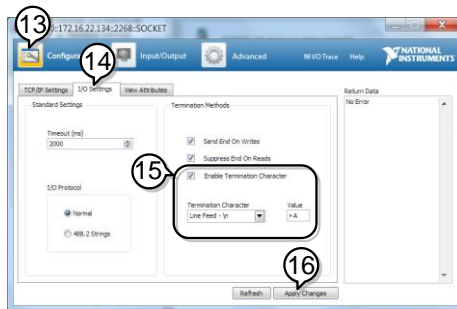 13
::172.16.22.134::2268::SOCKET
Input/Output
Advanced
NI I/O Trace
Help
NATIONAL
INSTRUMENTS
14
TCP/IP Settings
I/O Settings
View Attributes
Return Data
Standard Settings
Termination Methods
No Error
Timeout (ms)
2000
Send End On Writes
Suppress End On Reads
15
Enable Termination Character
I/O Protocol
Termination Character
Value
Line Feed - \n
Normal
488.2 Strings
16
Refresh
Apply Changes